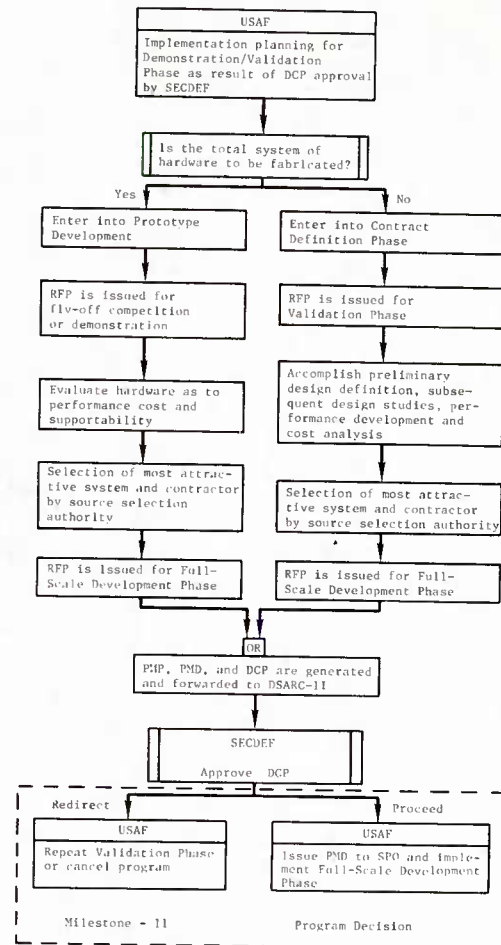 USAF
Implementation planning for
Demonstration/Validation
Phase as result of DCP approval
by SECDEF
Is the total system of
hardware to be fabricated?
Yes
No
Enter into Prototype
Development
Enter into Contract
Definition Phase
RFP is issued for
fly-off competition
or demonstration
RFP is issued for
Validation Phase
Evaluate hardware as to
performance cost and
supportability
Accomplish preliminary
design definition, subse-
quent design studies, per-
formance development and
cost analysis
Selection of most attrac-
tive system and contractor
by source selection
authority
Selection of most attrac-
tive system and contractor
by source selection authority
RFP is Issued for Full-
Scale Development Phase
RFP is issued for Full-
Scale Development Phase
OR
PMP, PMD, and DCP are generated
and forwarded to DSARC-II
SECDEF
Approve DCP
Redirect
Proceed
USAF
Repeat Validation Phase
or cancel program
USAF
Issue PMD to SPO and imple-
ment Full-Scale Development
Phase
Milestone - II
Program Decision